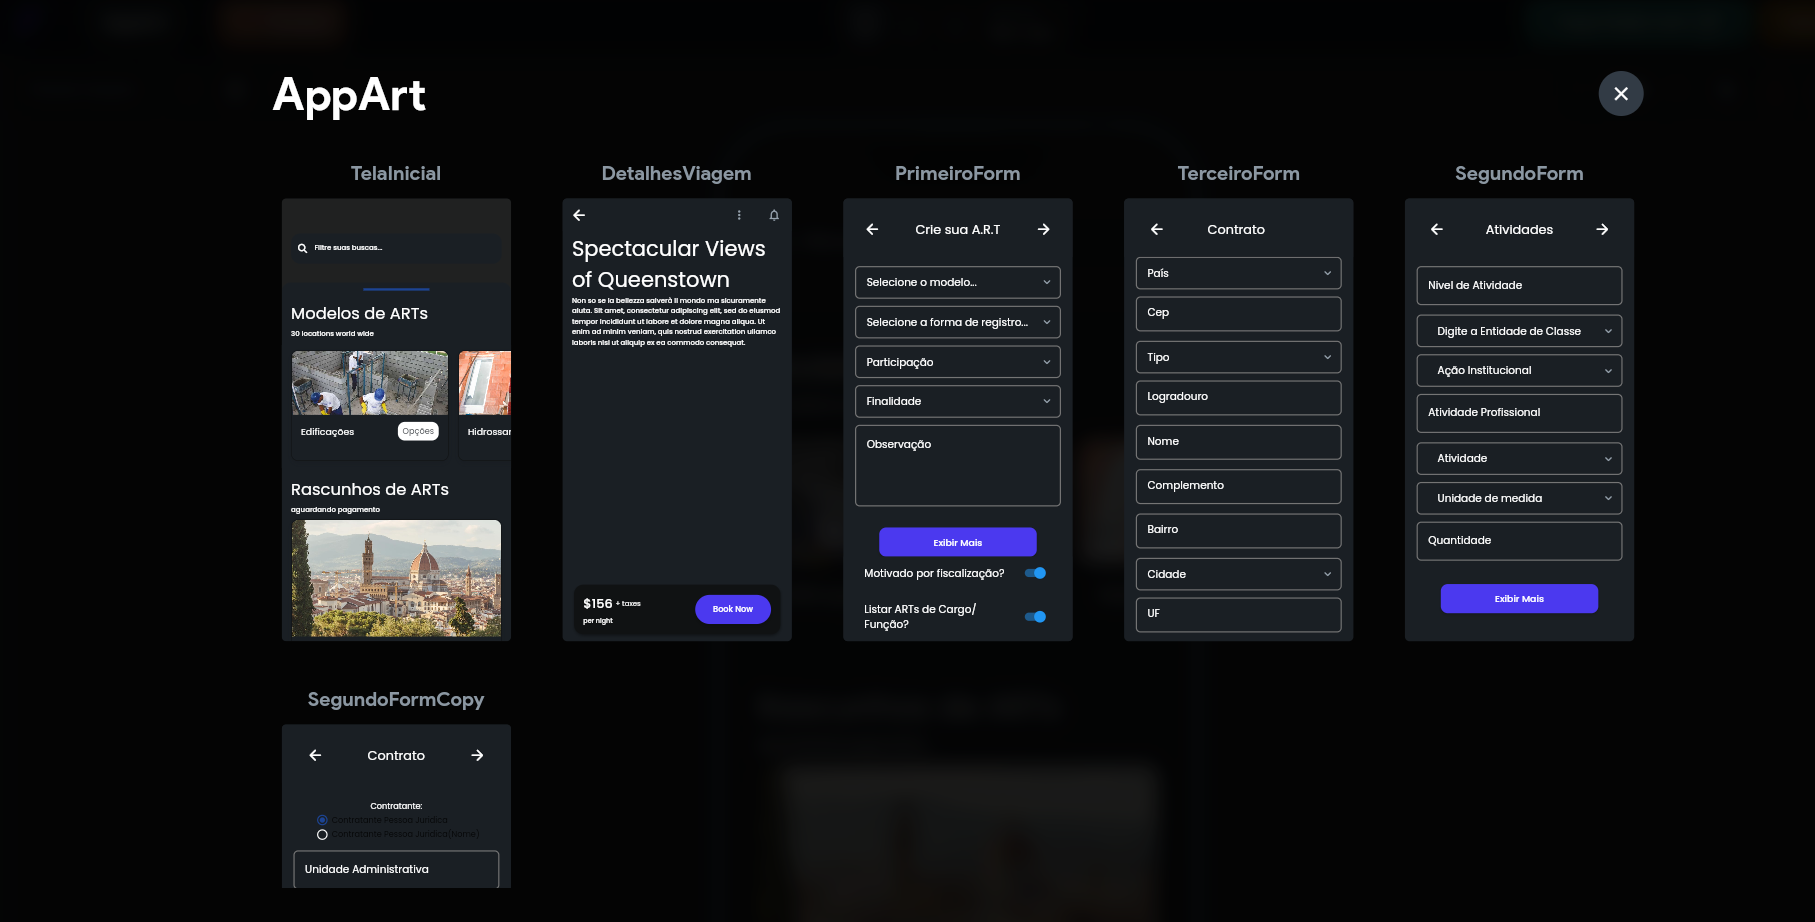 AppArt
TelaInicial
Filtre suas buscas...
Modelos de ARTs
30 locations world wide
Edificações
Opções
Hidrossar
Rascunhos de ARTs
aguardando pagamento
DetalhesViagem
Spectacular Views
of Queenstown
Non so se la bellezza salverà il mondo ma sicuramente
aiuta. Sit amet, consectetur adipiscing elit, sed do eiusmod
tempor incididunt ut labore et dolore magna aliqua. Ut
enim ad minim veniam, quis nostrud exercitation ullamco
laboris nisi ut aliquip ex ea commodo consequat.
$156 + taxes
per night
Book Now
PrimeiroForm
Crie sua A.R.T
Selecione o modelo...
Selecione a forma de registro...
Participação
Finalidade
Observação
Exibir Mais
Motivado por fiscalização?
Listar ARTs de Cargo/
Função?
TerceiroForm
Contrato
País
Cep
Tipo
Logradouro
Nome
Complemento
Bairro
Cidade
UF
SegundoForm
Atividades
Nivel de Atividade
Digite a Entidade de Classe
Ação Institucional
Atividade Profissional
Atividade
Unidade de medida
Quantidade
Exibir Mais
SegundoFormCopy
Contrato
Contratante:
Contratante Pessoa Juridica
Contratante Pessoa Juridica(Nome)
Unidade Administrativa